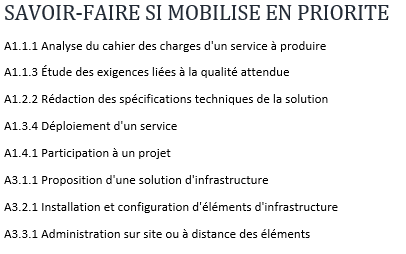 SAVOIR-FAIRE SI MOBILISE EN PRIORITE
A1.1.1 Analyse du cahier des charges d'un service à produire
A1.1.3 Étude des exigences liées à la qualité attendue
A1.2.2 Rédaction des spécifications techniques de la solution
A1.3.4 Déploiement d'un service
A1.4.1 Participation à un projet
A3.1.1 Proposition d'une solution d'infrastructure
A3.2.1 Installation et configuration d'éléments d'infrastructure
A3.3.1 Administration sur site ou à distance des éléments